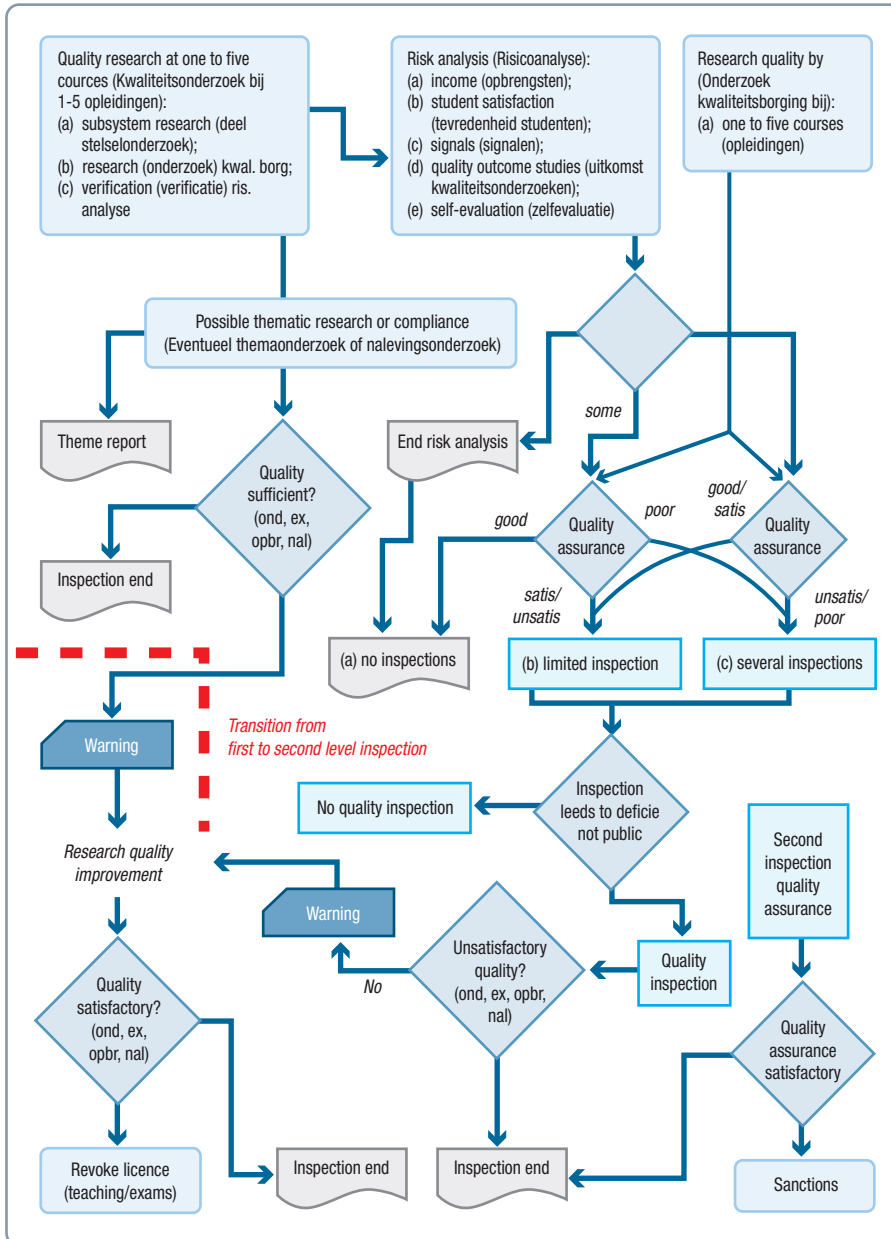 Quality research at one to five
cources (Kwaliteitsonderzoek bij
1-5 opleidingen):
(a) subsystem research (deel
stelselonderzoek);
(b) research (onderzoek) kwal. borg;
(c) verification (verificatie) ris.
analyse
Risk analysis (Risicoanalyse):
(a) income (opbrengsten);
(b) student satisfaction
(tevredenheid studenten);
(c) signals (signalen);
(d) quality outcome studies (uitkomst
kwaliteitsonderzoeken);
(e) self-evaluation (zelfevaluatie)
Research quality by
(Onderzoek
kwaliteitsborging bij):
(a) one to five courses
(opleidingen)
Possible thematic research or compliance
(Eventueel themaonderzoek of nalevingsonderzoek)
some
Theme report
End risk analysis
Quality
sufficient?
(ond, ex,
opbr, nal)
good
Quality
assurance
poor
good/
satis
Quality
assurance
Inspection end
satis/
unsatis
unsatis/
poor
(a) no inspections
(b) limited inspection
(c) several inspections
Transition from
first to second level inspection
Warning
No quality inspection
Inspection
leeds to deficie
not public
Second
inspection
quality
assurance
Research quality
improvement
Warning
No
Unsatisfactory
quality?
(ond, ex, opbr,
nal)
Quality
inspection
Quality
satisfactory?
(ond, ex,
opbr, nal)
Quality
assurance
satisfactory
Revoke licence
(teaching/exams)
Inspection end
Inspection end
Sanctions